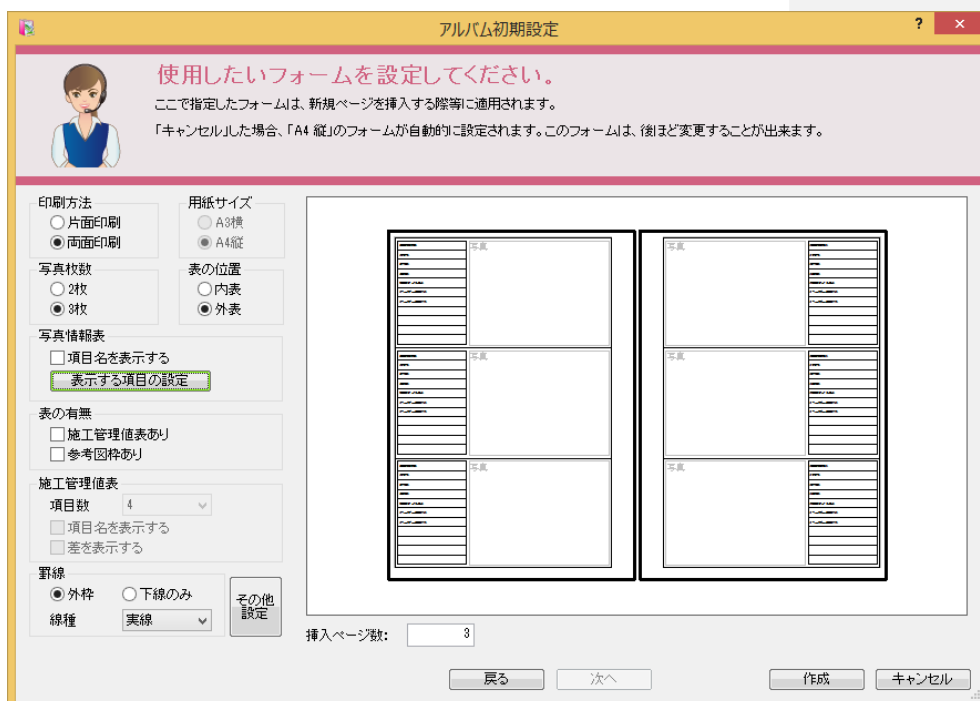 アルバム初期設定
?
×
使用したいフォームを設定してください。
ここで指定したフォームは、新規ページを挿入する際等に適用されます。
「キャンセル」した場合、「A4 縦」のフォームが自動的に設定されます。このフォームは、後ほど変更することが出来ます。
印刷方法
片面印刷
両面印刷
用紙サイズ
A3横
A4縦
写真枚数
2枚
3枚
表の位置
内表
外表
写真情報表
項目名を表示する
表示する項目の設定
表の有無
施工管理値表あり
参考図枠あり
施工管理値表
項目数 4
項目名を表示する
差を表示する
罫線
外枠 下線のみ
線種 実線
その他
設定
写真
写真
写真
写真
写真
写真
挿入ページ数: 3
戻る 次へ 作成 キャンセル